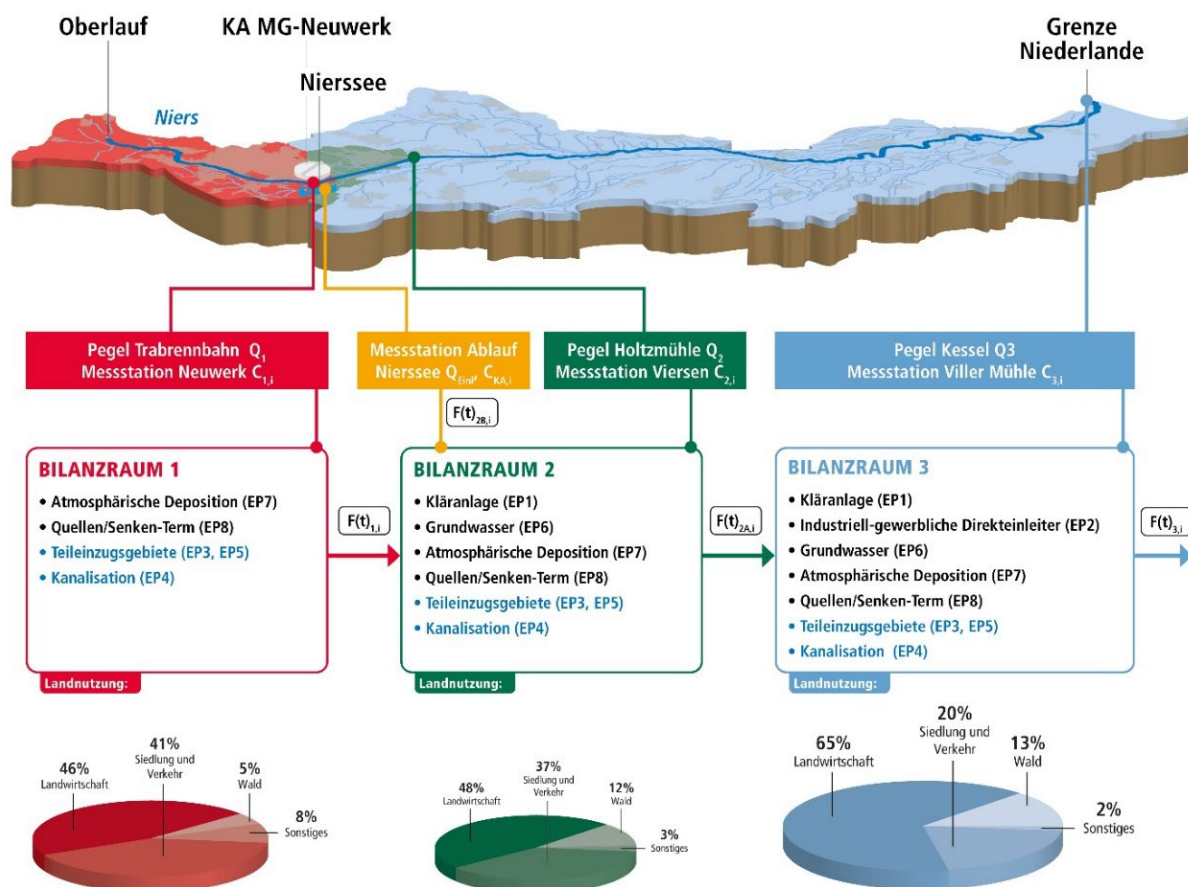 Oberlauf
KA MG-Neuwerk
Grenze
Niederlande
Nierssee
Niers
Pegel Trabrennbahn Q1
Messstation Neuwerk C1,i
Messstation Ablauf
Nierssee QEinl, CKA,i
Pegel Holtzmühle Q2
Messstation Viersen C2,i
Pegel Kessel Q3
Messstation Viller Mühle C3,i
F(t)2B,i
BILANZRAUM 1
• Atmosphärische Deposition (EP7)
• Quellen/Senken-Term (EP8)
• Teileinzugsgebiete (EP3, EP5)
• Kanalisation (EP4)
Landnutzung:
F(t)1,i
BILANZRAUM 2
• Kläranlage (EP1)
• Grundwasser (EP6)
• Atmosphärische Deposition (EP7)
• Quellen/Senken-Term (EP8)
• Teileinzugsgebiete (EP3, EP5)
• Kanalisation (EP4)
Landnutzung:
F(t)2A,i
BILANZRAUM 3
• Kläranlage (EP1)
• Industriell-gewerbliche Direkteinleiter (EP2)
• Grundwasser (EP6)
• Atmosphärische Deposition (EP7)
• Quellen/Senken-Term (EP8)
• Teileinzugsgebiete (EP3, EP5)
• Kanalisation (EP4)
Landnutzung:
F(t)3,i
46%
Landwirtschaft
41%
Siedlung und
Verkehr
5%
Wald
8%
Sonstiges
48%
Landwirtschaft
37%
Siedlung und
Verkehr
12%
Wald
3%
Sonstiges
65%
Landwirtschaft
20%
Siedlung und
Verkehr
13%
Wald
2%
Sonstiges